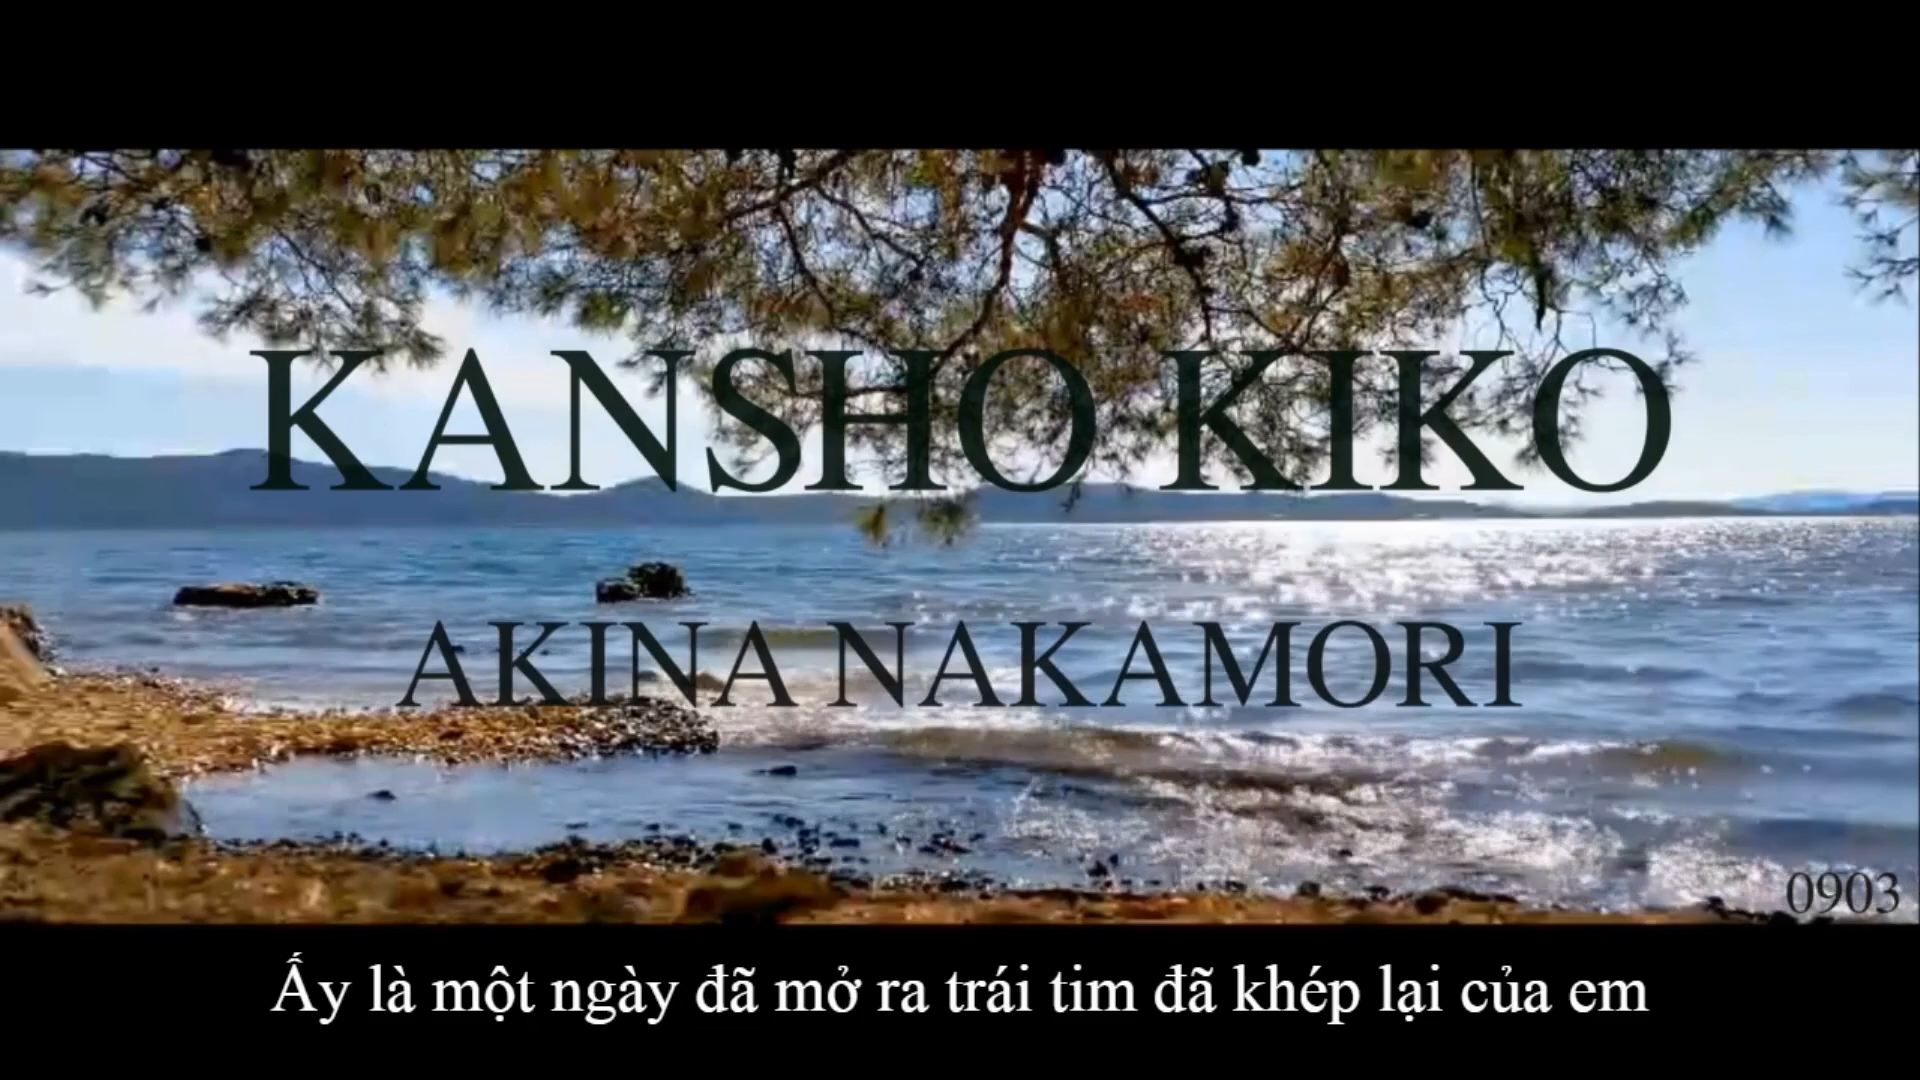 KANSHO KIKO
AKINA NAKAMORI
0903
Ấy là một ngày đã mở ra trái tim đã khép lại của em